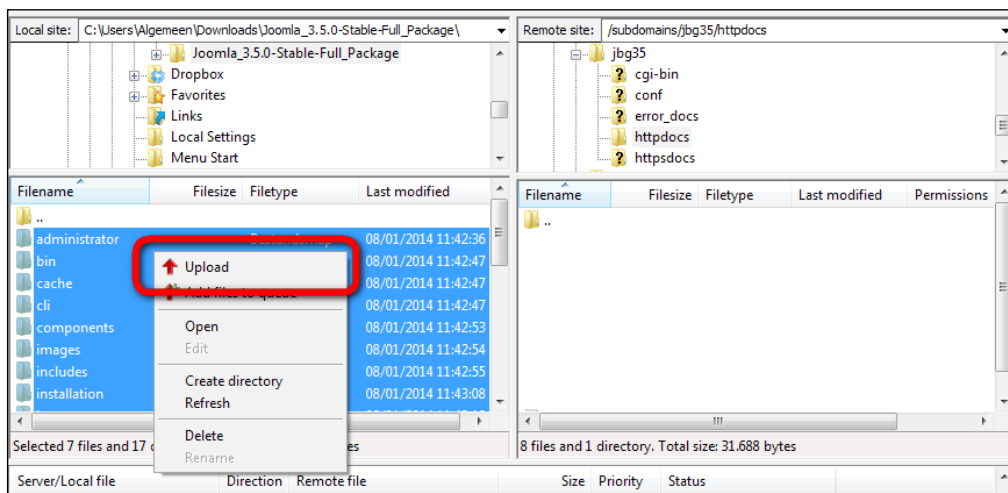 Local site: C:\Users\Algemeen\Downloads\Joomla_3.5.0-Stable-Full_Package\
Joomla_3.5.0-Stable-Full_Package
Dropbox
Favorites
Links
Local Settings
Menu Start
Remote site: /subdomains/jbg35/httpdocs
jbg35
cgi-bin
conf
error_docs
httpdocs
httpsdocs
Filename Filesize Filetype Last modified
..
administrator Bestandsmap 08/01/2014 11:42:36
bin 08/01/2014 11:42:47
cache 08/01/2014 11:42:47
cli 08/01/2014 11:42:47
components 08/01/2014 11:42:53
images 08/01/2014 11:42:54
includes 08/01/2014 11:42:55
installation 08/01/2014 11:43:08
Selected 7 files and 17
Upload
Add files to queue
Open
Edit
Create directory
Refresh
Delete
Rename
Filename Filesize Filetype Last modified Permissions
..
8 files and 1 directory. Total size: 31.688 bytes
Server/Local file Direction Remote file Size Priority Status